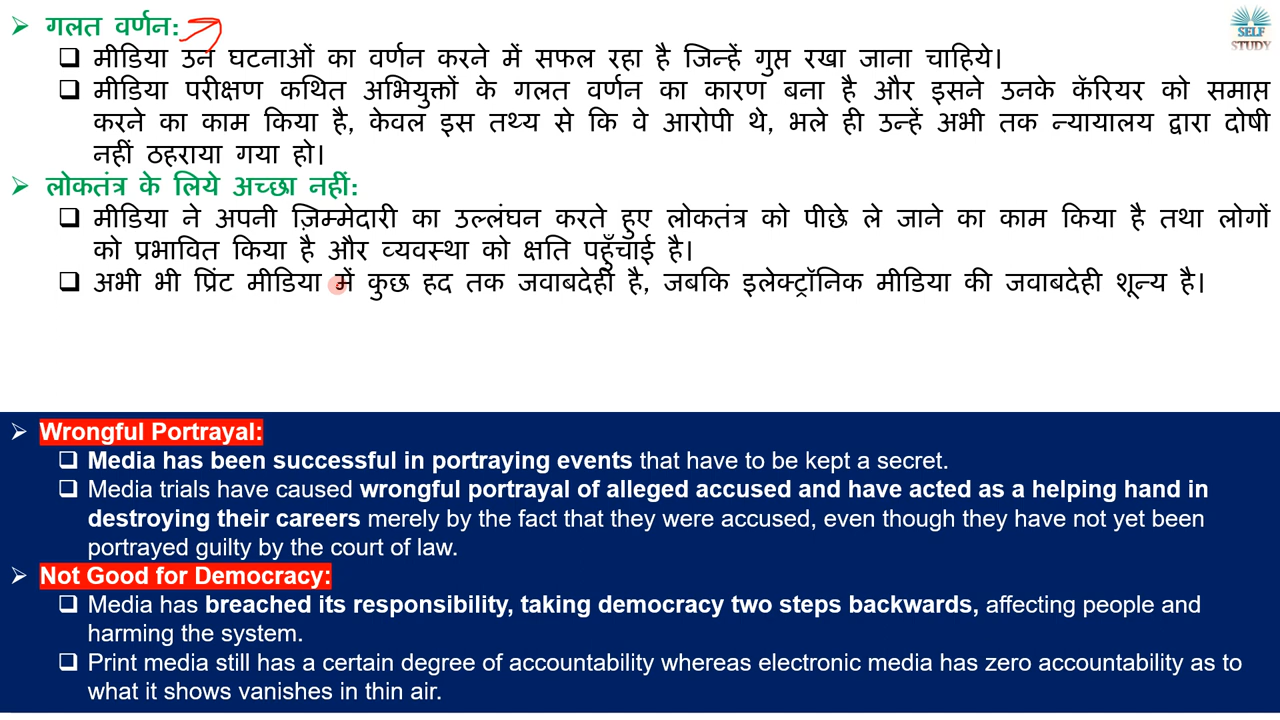 ➢ गलत वर्णन:
SELF
STUDY
❑ मीडिया उन घटनाओं का वर्णन करने में सफल रहा है जिन्हें गुप्त रखा जाना चाहिये।
❑ मीडिया परीक्षण कथित अभियुक्तों के गलत वर्णन का कारण बना है और इसने उनके कॅरियर को समाप्त
करने का काम किया है, केवल इस तथ्य से कि वे आरोपी थे, भले ही उन्हें अभी तक न्यायालय द्वारा दोषी
नहीं ठहराया गया हो।
➢ लोकतंत्र के लिये अच्छा नहीं:
❑ मीडिया ने अपनी ज़िम्मेदारी का उल्लंघन करते हुए लोकतंत्र को पीछे ले जाने का काम किया है तथा लोगों
को प्रभावित किया है और व्यवस्था को क्षति पहुँचाई है।
❑ अभी भी प्रिंट मीडिया में कुछ हद तक जवाबदेही है, जबकि इलेक्ट्रॉनिक मीडिया की जवाबदेही शून्य है।
➢ Wrongful Portrayal:
❑ Media has been successful in portraying events that have to be kept a secret.
❑ Media trials have caused wrongful portrayal of alleged accused and have acted as a helping hand in
destroying their careers merely by the fact that they were accused, even though they have not yet been
portrayed guilty by the court of law.
➢ Not Good for Democracy:
❑ Media has breached its responsibility, taking democracy two steps backwards, affecting people and
harming the system.
❑ Print media still has a certain degree of accountability whereas electronic media has zero accountability as to
what it shows vanishes in thin air.